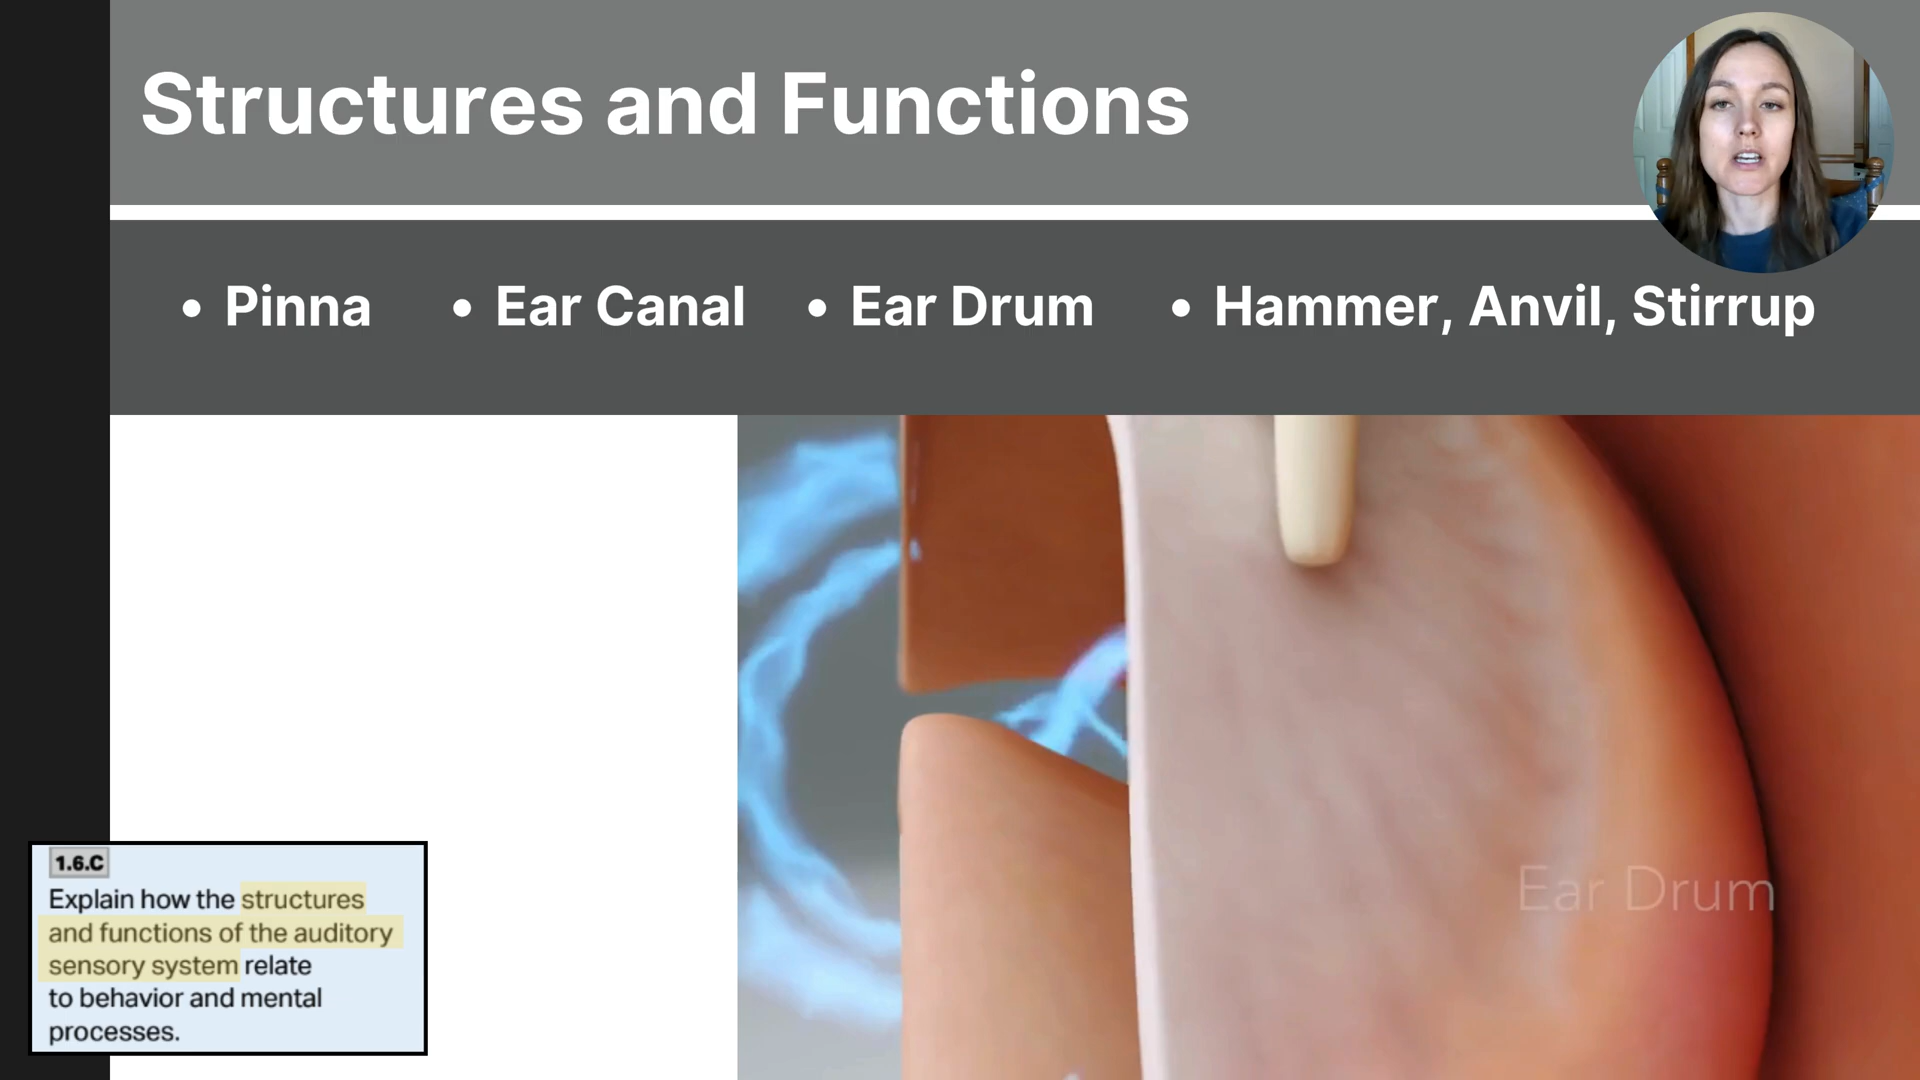 Structures and Functions
• Pinna • Ear Canal • Ear Drum • Hammer, Anvil, Stirrup
Ear Drum
1.6.C
Explain how the structures
and functions of the auditory
sensory system relate
to behavior and mental
processes.